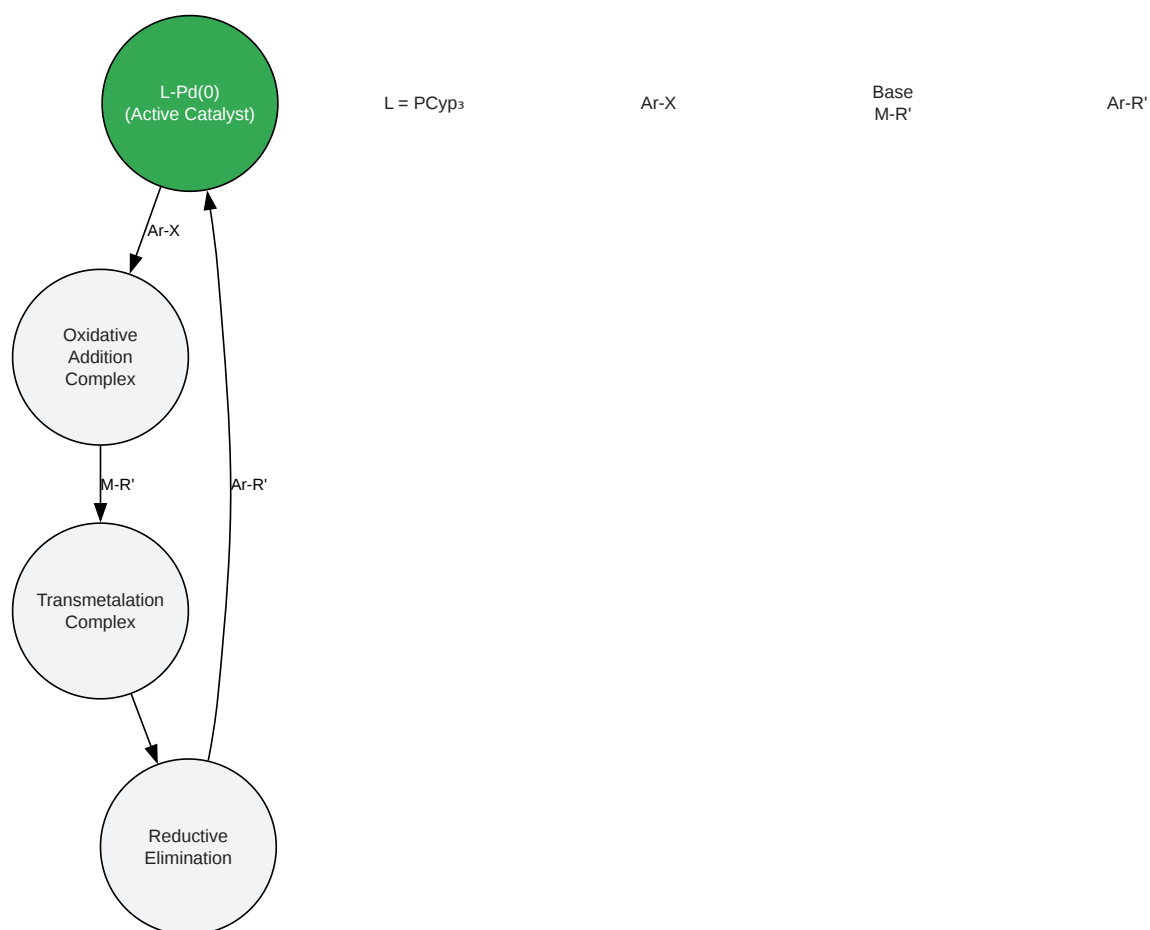 L-Pd(0)
(Active Catalyst)
L = PCyp₃
Ar-X
Base
M-R'
Ar-R'
Ar-X
Oxidative
Addition
Complex
M-R'
Ar-R'
Transmetalation
Complex
Reductive
Elimination